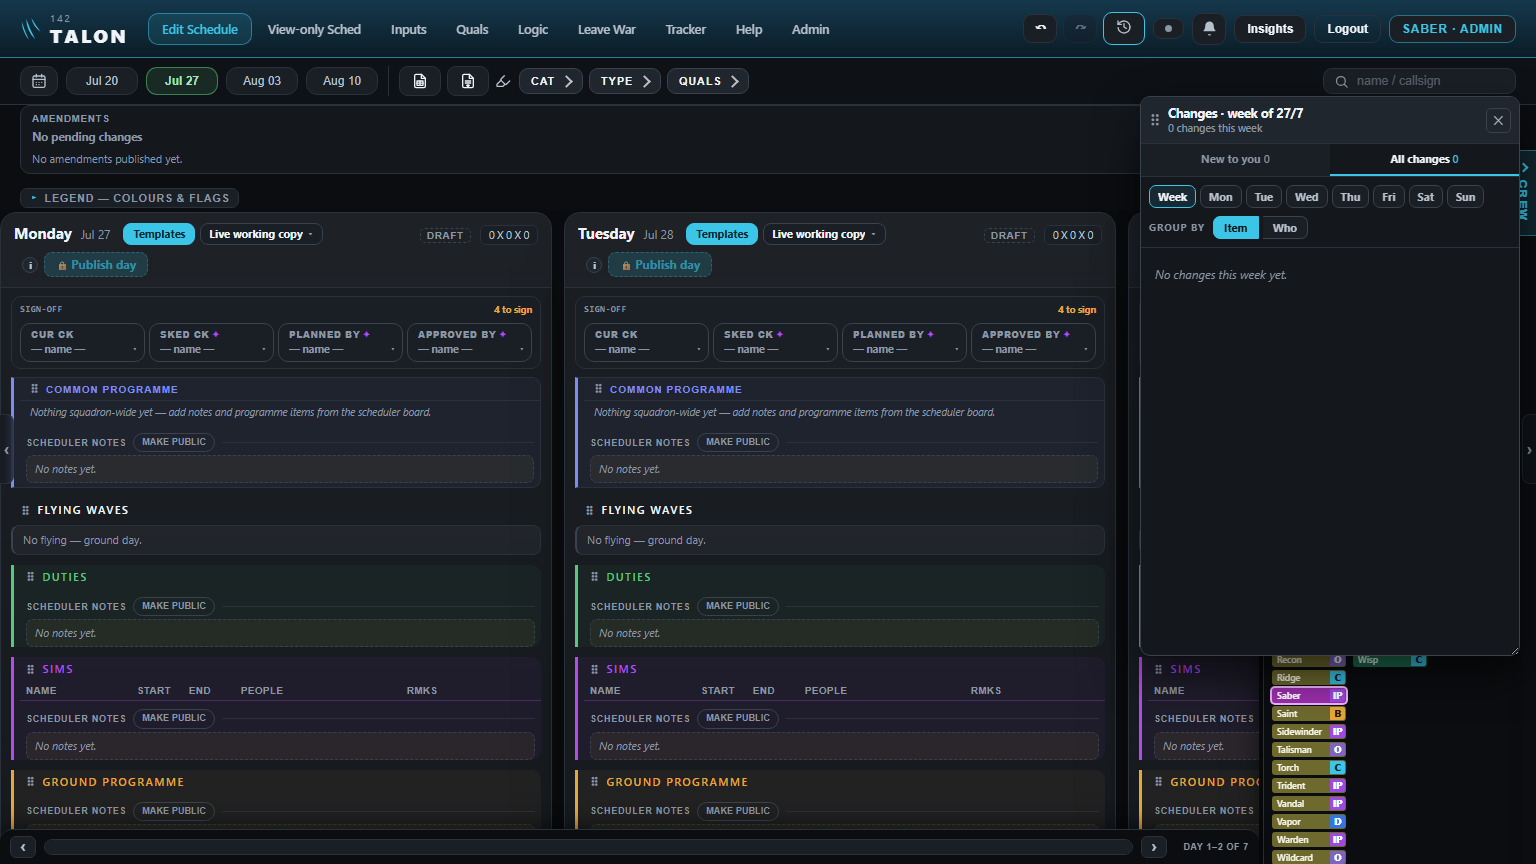 142
TALON
Edit Schedule
View-only Sched
Inputs
Quals
Logic
Leave War
Tracker
Help
Admin
Insights
Logout
SABER · ADMIN
Jul 20
Jul 27
Aug 03
Aug 10
CAT
TYPE
QUALS
name / callsign
AMENDMENTS
No pending changes
No amendments published yet.
LEGEND — COLOURS & FLAGS
Monday Jul 27 Templates Live working copy DRAFT 0X0X0
Publish day
SIGN-OFF 4 to sign
CUR CK SKED CK PLANNED BY APPROVED BY
— name — — name — — name — — name —
COMMON PROGRAMME
Nothing squadron-wide yet — add notes and programme items from the scheduler board.
SCHEDULER NOTES MAKE PUBLIC
No notes yet.
FLYING WAVES
No flying — ground day.
DUTIES
SCHEDULER NOTES MAKE PUBLIC
No notes yet.
SIMS
NAME START END PEOPLE RMKS
SCHEDULER NOTES MAKE PUBLIC
No notes yet.
GROUND PROGRAMME
SCHEDULER NOTES MAKE PUBLIC
Tuesday Jul 28 Templates Live working copy DRAFT 0X0X0
Publish day
SIGN-OFF 4 to sign
CUR CK SKED CK PLANNED BY APPROVED BY
— name — — name — — name — — name —
COMMON PROGRAMME
Nothing squadron-wide yet — add notes and programme items from the scheduler board.
SCHEDULER NOTES MAKE PUBLIC
No notes yet.
FLYING WAVES
No flying — ground day.
DUTIES
SCHEDULER NOTES MAKE PUBLIC
No notes yet.
SIMS
NAME START END PEOPLE RMKS
SCHEDULER NOTES MAKE PUBLIC
No notes yet.
GROUND PROGRAMME
SCHEDULER NOTES MAKE PUBLIC
SIMS
NAME
SCHEDULER NOTES
No notes yet.
GROUND PROG
SCHEDULER NOTES
Changes · week of 27/7
0 changes this week
New to you 0
All changes 0
Week Mon Tue Wed Thu Fri Sat Sun
GROUP BY Item Who
No changes this week yet.
CREW
Recon O
Wisp C
Ridge C
Saber IP
Saint B
Sidewinder IP
Talisman O
Torch C
Trident IP
Vandal IP
Vapor D
Warden IP
Wildcard O
DAY 1–2 OF 7